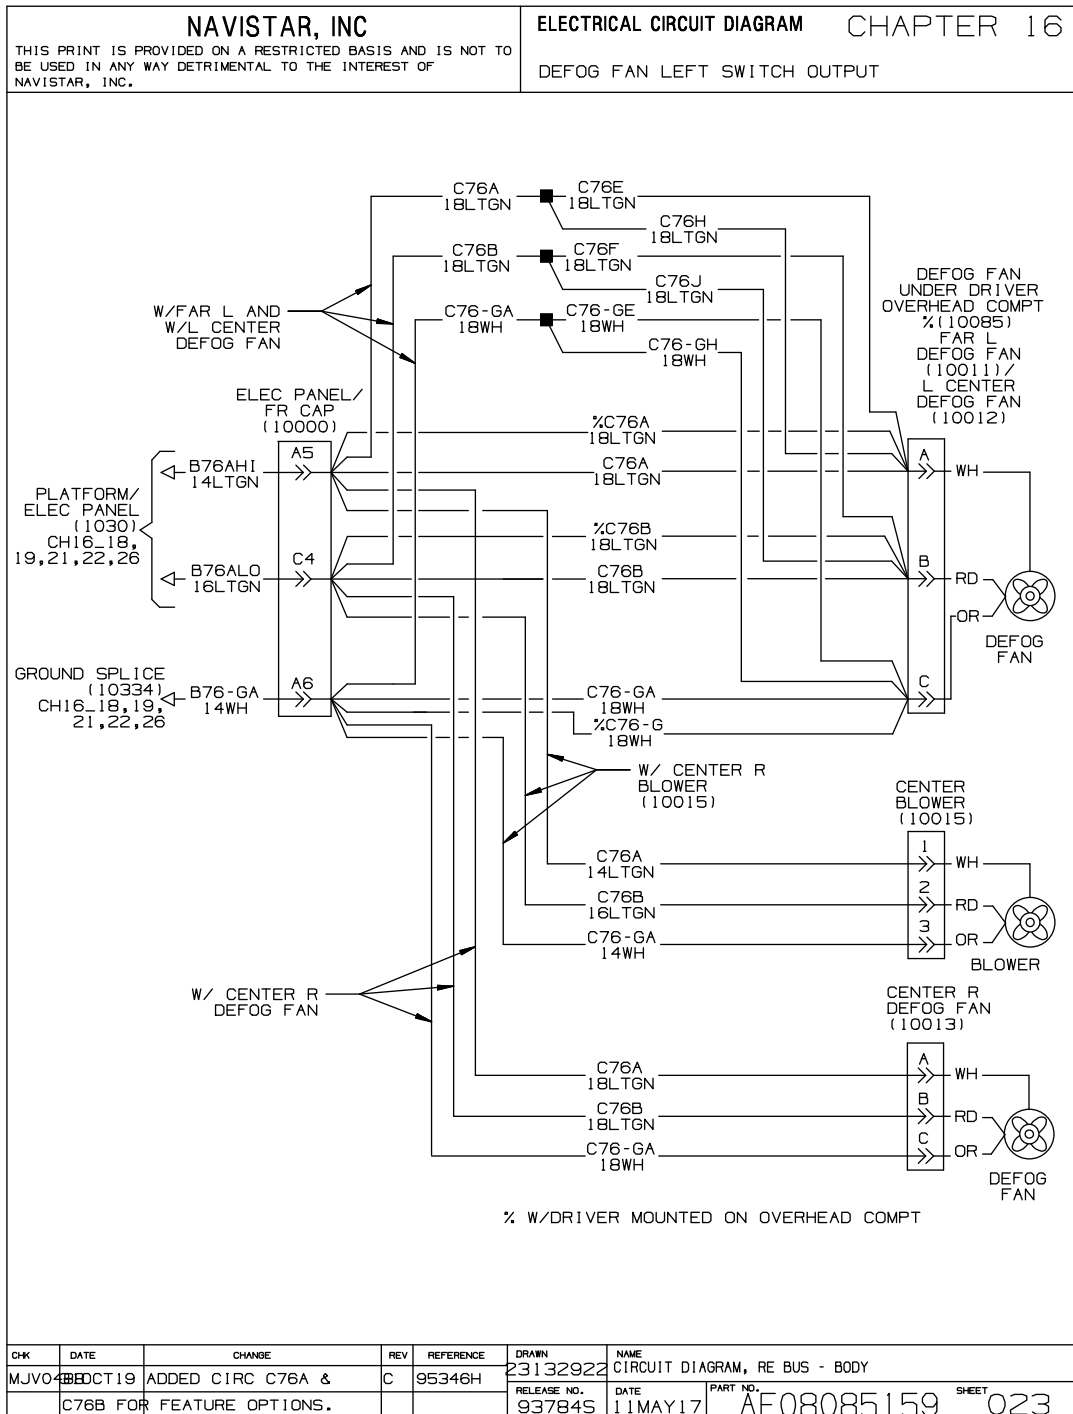 NAVISTAR, INC
THIS PRINT IS PROVIDED ON A RESTRICTED BASIS AND IS NOT TO
BE USED IN ANY WAY DETRIMENTAL TO THE INTEREST OF
NAVISTAR, INC.
ELECTRICAL CIRCUIT DIAGRAM
CHAPTER 16
DEFOG FAN LEFT SWITCH OUTPUT
C76A
18LTGN
C76E
18LTGN
C76H
18LTGN
C76B
18LTGN
C76F
18LTGN
C76J
18LTGN
C76-GA
18WH
C76-GE
18WH
C76-GH
18WH
W/FAR L AND
W/L CENTER
DEFOG FAN
DEFOG FAN
UNDER DRIVER
OVERHEAD COMPT
%(10085)
FAR L
DEFOG FAN
(10011)/
L CENTER
DEFOG FAN
(10012)
ELEC PANEL/
FR CAP
(10000)
A5
C4
A6
B76AHI
14LTGN
B76ALO
16LTGN
PLATFORM/
ELEC PANEL
(1030)
CH16_18,
19,21,22,26
GROUND SPLICE
(10334)
CH16_18,19,
21,22,26
B76-GA
14WH
%C76A
18LTGN
C76A
18LTGN
%C76B
18LTGN
C76B
18LTGN
C76-GA
18WH
%C76-G
18WH
A
WH
B
RD
OR
C
DEFOG
FAN
W/ CENTER R
BLOWER
(10015)
CENTER
BLOWER
(10015)
C76A
14LTGN
C76B
16LTGN
C76-GA
14WH
1
WH
2
RD
3
OR
BLOWER
W/ CENTER R
DEFOG FAN
CENTER R
DEFOG FAN
(10013)
C76A
18LTGN
C76B
18LTGN
C76-GA
18WH
A
WH
B
RD
C
OR
DEFOG
FAN
% W/DRIVER MOUNTED ON OVERHEAD COMPT
CHK DATE CHANGE REV REFERENCE
ADDED CIRC C76A & C 95346H
C76B FOR FEATURE OPTIONS.
DRAWN
23132922
NAME
CIRCUIT DIAGRAM, RE BUS - BODY
RELEASE NO.
93784S
DATE
11MAY17
PART NO.
AE08085159
SHEET
023